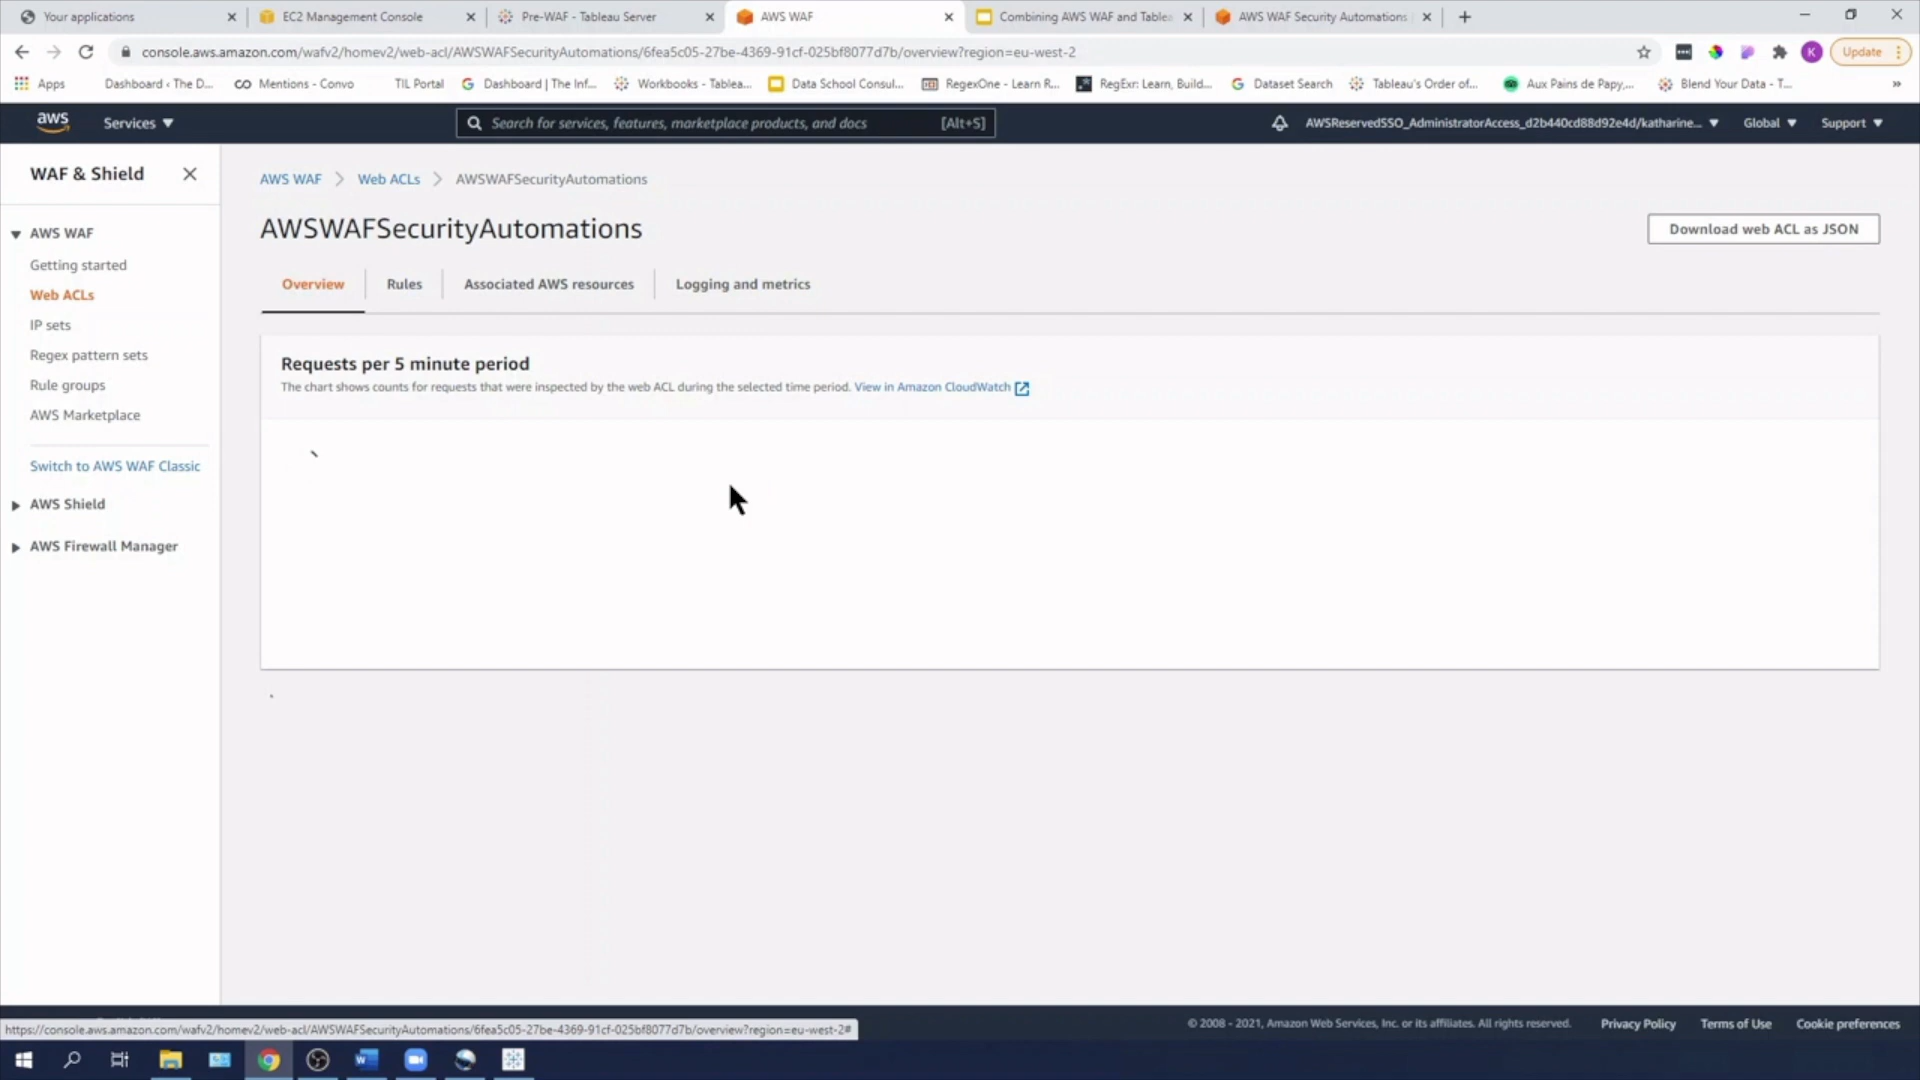 Your applications
EC2 Management Console
Pre-WAF - Tableau Server
AWS WAF
Combining AWS WAF and Table
AWS WAF Security Automations
console.aws.amazon.com/wafv2/homev2/web-acl/AWSWAFSecurityAutomations/6fea5c05-27be-4369-91cf-025bf8077d7b/overview?region=eu-west-2
K
Update
Apps
Dashboard ‹ The D...
Mentions - Convo
TIL Portal
Dashboard | The Inf...
Workbooks - Tablea...
Data School Consul...
RegexOne - Learn R...
RegExr: Learn, Build...
Dataset Search
Tableau's Order of...
Aux Pains de Papy,...
Blend Your Data - T...
»
aws
Services
Search for services, features, marketplace products, and docs
[Alt+S]
AWSReservedSSO_AdministratorAccess_d2b440cd88d92e4d/katharine...
Global
Support
WAF & Shield
AWS WAF
Getting started
Web ACLs
IP sets
Regex pattern sets
Rule groups
AWS Marketplace
Switch to AWS WAF Classic
AWS Shield
AWS Firewall Manager
AWS WAF > Web ACLs > AWSWAFSecurityAutomations
AWSWAFSecurityAutomations
Download web ACL as JSON
Overview
Rules
Associated AWS resources
Logging and metrics
Requests per 5 minute period
The chart shows counts for requests that were inspected by the web ACL during the selected time period. View in Amazon CloudWatch
https://console.aws.amazon.com/wafv2/homev2/web-acl/AWSWAFSecurityAutomations/6fea5c05-27be-4369-91cf-025bf8077d7b/overview?region=eu-west-2#
© 2008 - 2021, Amazon Web Services, Inc. or its affiliates. All rights reserved.
Privacy Policy
Terms of Use
Cookie preferences